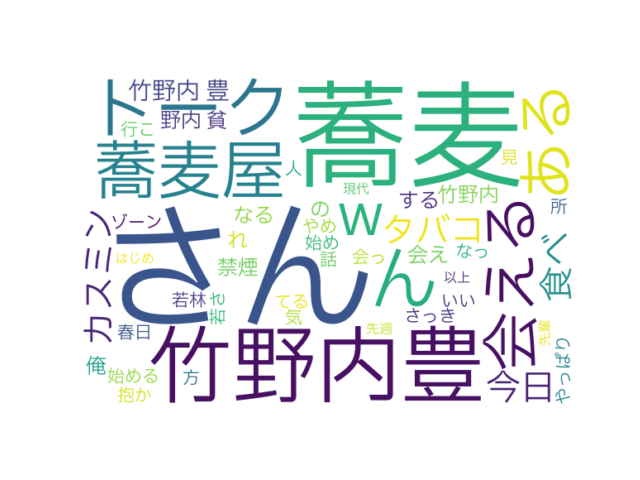 竹野内 豊
トーク
野内 貧
行こ
蕎麦
ある
蕎麦屋
人
現代
見
カスミン
ゾーン
なる
れ
の
やめ
始め
話
w
する
竹野内
タバコ
所
さん
ん
会える
食べ
はじめ
禁煙
会っ
会え
なっ
若林
若さ
てる
気
さっき
いい
以上
春日
先週
先輩
俺
始める
抱か
方
竹野内豊
今日
やっぱり